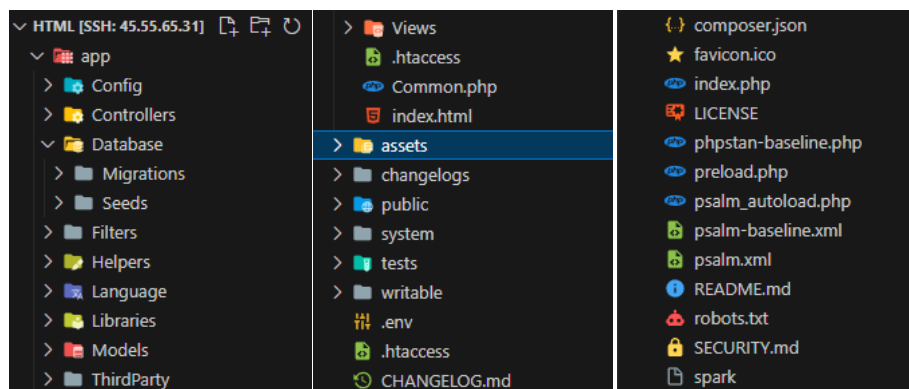 HTML [SSH: 45.55.65.31]
app
Config
Controllers
Database
Migrations
Seeds
Filters
Helpers
Language
Libraries
Models
ThirdParty
Views
.htaccess
Common.php
index.html
assets
changelogs
public
system
tests
writable
.env
.htaccess
CHANGELOG.md
composer.json
favicon.ico
index.php
LICENSE
phpstan-baseline.php
preload.php
psalm_autoload.php
psalm-baseline.xml
psalm.xml
README.md
robots.txt
SECURITY.md
spark